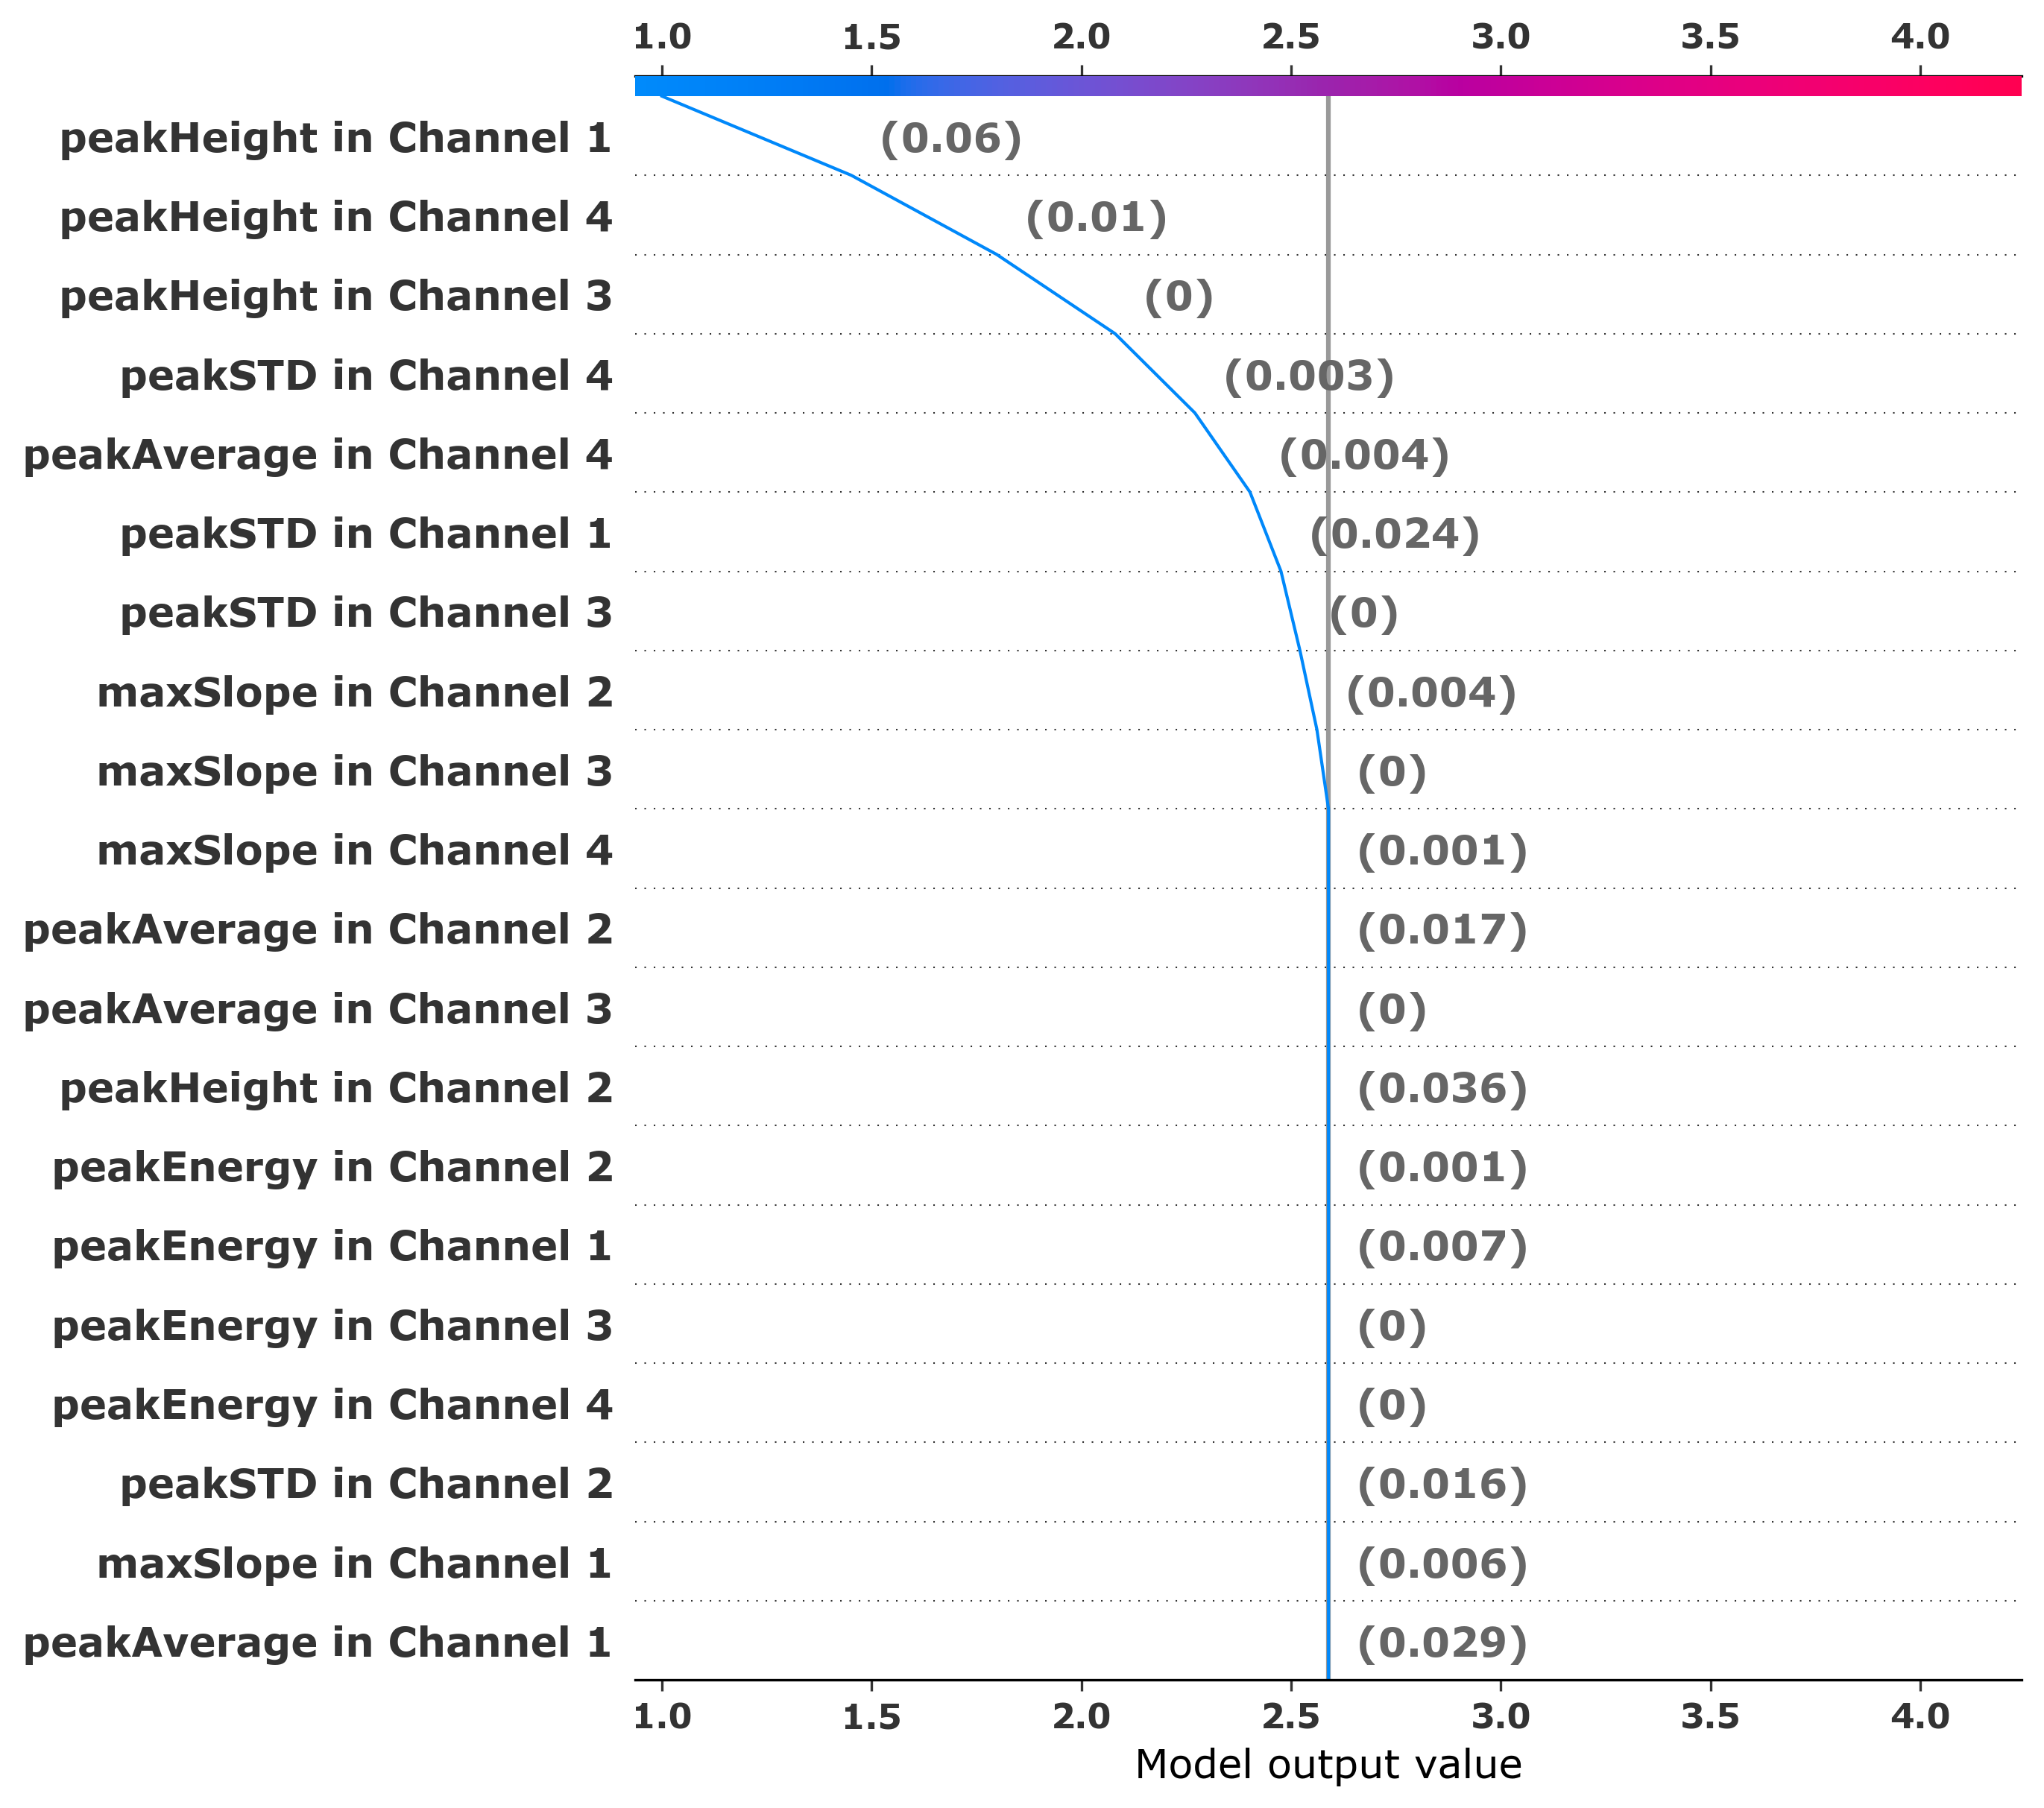 1.0 1.5 2.0 2.5 3.0 3.5 4.0
peakHeight in Channel 1 (0.06)
peakHeight in Channel 4 (0.01)
peakHeight in Channel 3 (0)
peakSTD in Channel 4 (0.003)
peakAverage in Channel 4 (0.004)
peakSTD in Channel 1 (0.024)
peakSTD in Channel 3 (0)
maxSlope in Channel 2 (0.004)
maxSlope in Channel 3 (0)
maxSlope in Channel 4 (0.001)
peakAverage in Channel 2 (0.017)
peakAverage in Channel 3 (0)
peakHeight in Channel 2 (0.036)
peakEnergy in Channel 2 (0.001)
peakEnergy in Channel 1 (0.007)
peakEnergy in Channel 3 (0)
peakEnergy in Channel 4 (0)
peakSTD in Channel 2 (0.016)
maxSlope in Channel 1 (0.006)
peakAverage in Channel 1 (0.029)
1.0 1.5 2.0 2.5 3.0 3.5 4.0
Model output value